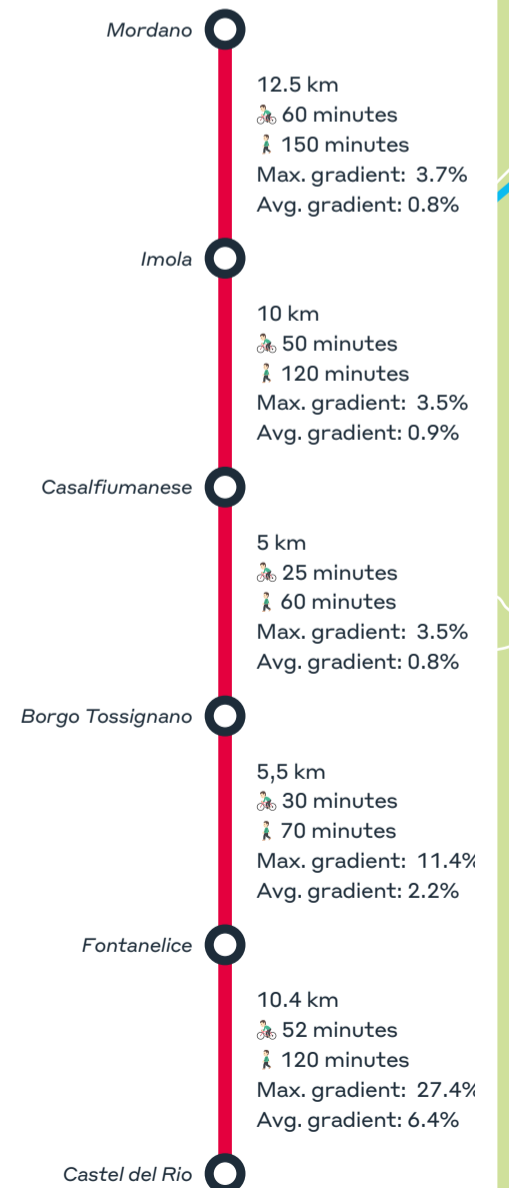 Mordano
12.5 km
60 minutes
150 minutes
Max. gradient: 3.7%
Avg. gradient: 0.8%
Imola
10 km
50 minutes
120 minutes
Max. gradient: 3.5%
Avg. gradient: 0.9%
Casalfiumanese
5 km
25 minutes
60 minutes
Max. gradient: 3.5%
Avg. gradient: 0.8%
Borgo Tossignano
5,5 km
30 minutes
70 minutes
Max. gradient: 11.4%
Avg. gradient: 2.2%
Fontanelice
10.4 km
52 minutes
120 minutes
Max. gradient: 27.4%
Avg. gradient: 6.4%
Castel del Rio